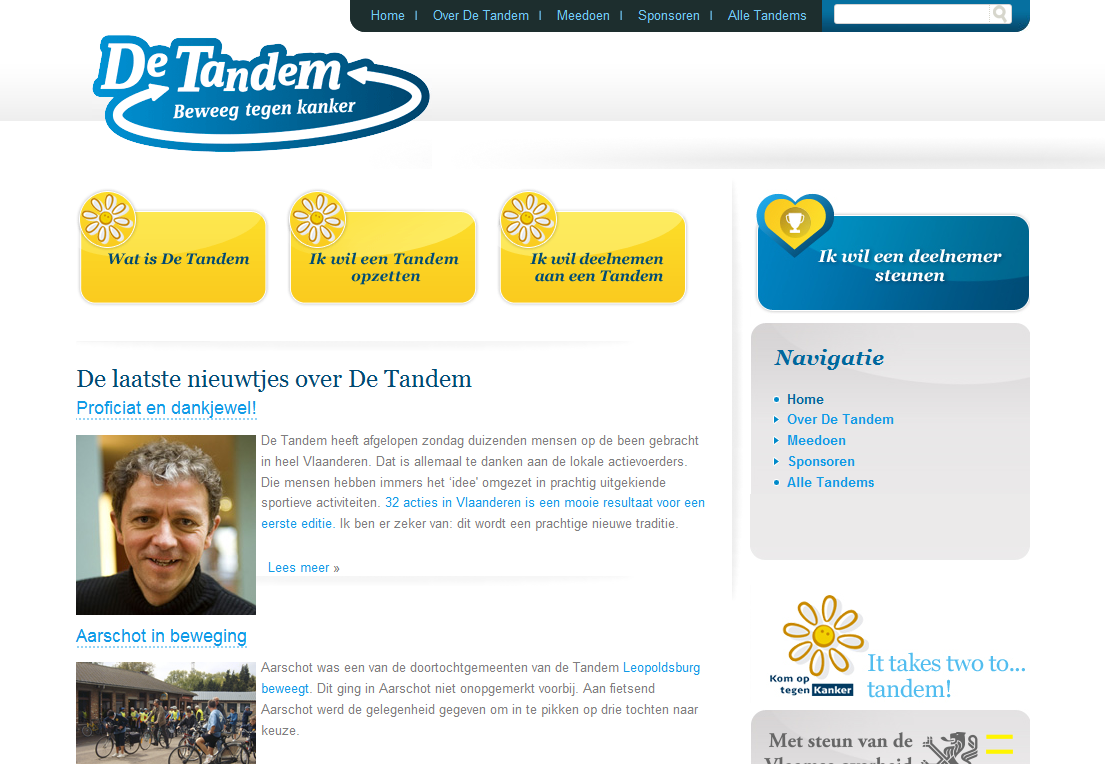 Home | Over De Tandem | Meedoen | Sponsoren | Alle Tandems
De Tandem
Beweeg tegen kanker
Wat is De Tandem
Ik wil een Tandem
opzetten
Ik wil deelnemen
aan een Tandem
Ik wil een deelnemer
steunen
De laatste nieuwtjes over De Tandem
Proficiat en dankjewel!
De Tandem heeft afgelopen zondag duizenden mensen op de been gebracht
in heel Vlaanderen. Dat is allemaal te danken aan de lokale actievoerders.
Die mensen hebben immers het ‘idee' omgezet in prachtig uitgekiende
sportieve activiteiten. 32 acties in Vlaanderen is een mooie resultaat voor een
eerste editie. Ik ben er zeker van: dit wordt een prachtige nieuwe traditie.
Lees meer »
Aarschot in beweging
Aarschot was een van de doortochtgemeenten van de Tandem Leopoldsburg
beweegt. Dit ging in Aarschot niet onopgemerkt voorbij. Aan fietsend
Aarschot werd de gelegenheid gegeven om in te pikken op drie tochten naar
keuze.
Navigatie
Home
Over De Tandem
Meedoen
Sponsoren
Alle Tandems
Kom op
tegen Kanker
It takes two to...
tandem!
Met steun van de
Vlaamse overheid